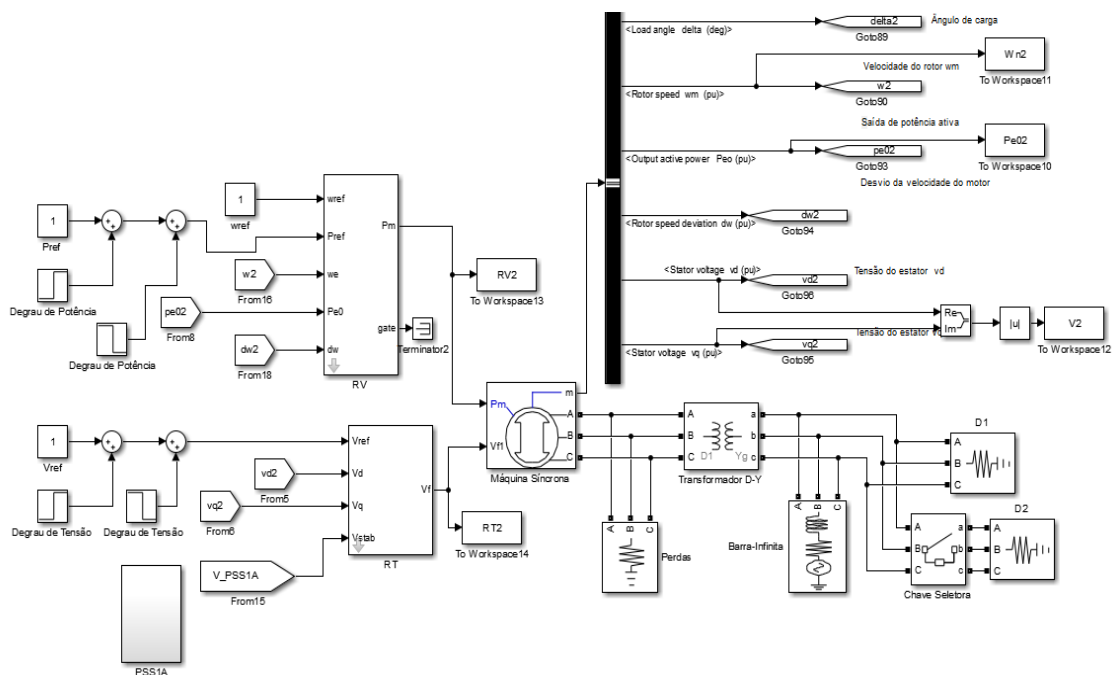 delta2
Ângulo de carga
<Load angle delta (deg)>
Goto89
Wn2
Velocidade do rotor wm
To Workspace11
<Rotor speed wm (pu)>
w2
Goto90
Saída de potência ativa
Pe02
<Output active power Peo (pu)>
pe02
Goto93
To Workspace10
Desvio da velocidade do motor
<Rotor speed deviation dw (pu)>
dw2
Goto94
<Stator voltage vd (pu)>
vd2
Tensão do estator vd
Goto96
Re
Im
|u|
V2
To Workspace12
Tensão do estator
<Stator voltage vq (pu)>
vq2
Goto95
1
wref
wref
Pm
1
Pref
+
+
+
+
Pref
w2
From16
we
RV2
To Workspace13
Degrau de Potência
pe02
From8
Pe0
gate
Terminator2
Degrau de Potência
dw2
From18
dw
RV
Pm
m
A
B
C
Vf1
Máquina Síncrona
A
B
C
D1
Yg
a
b
c
Transformador D-Y
D1
A
B
C
1
Vref
+
+
+
+
Vref
vd2
From5
Vd
Vf
Degrau de Tensão
Degrau de Tensão
vq2
From6
Vq
RT2
To Workspace14
Vstab
RT
V_PSS1A
From15
PSS1A
A
B
C
Perdas
A
B
C
Barra-Infinita
A
B
C
a
b
c
Chave Seletora
D2
A
B
C